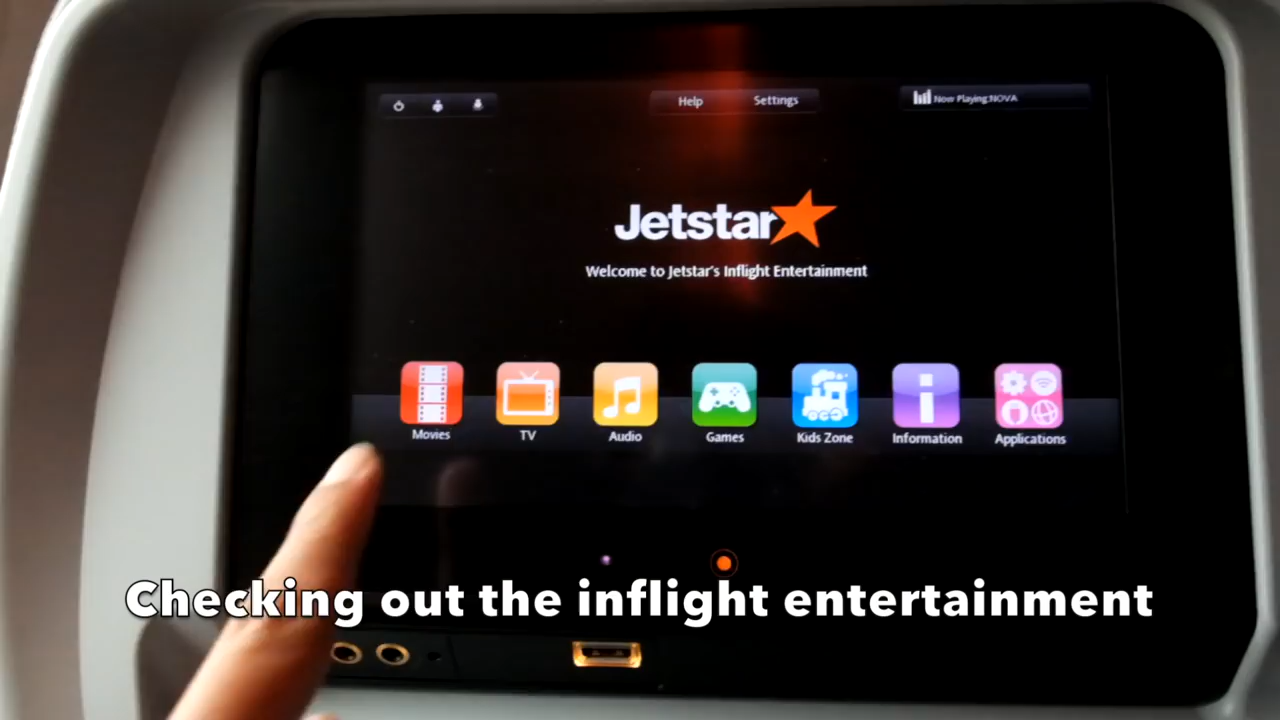 Help
Settings
Now Playing:NOVA
Jetstar
Welcome to Jetstar's Inflight Entertainment
Movies
TV
Audio
Games
Kids Zone
Information
Applications
Checking out the inflight entertainment